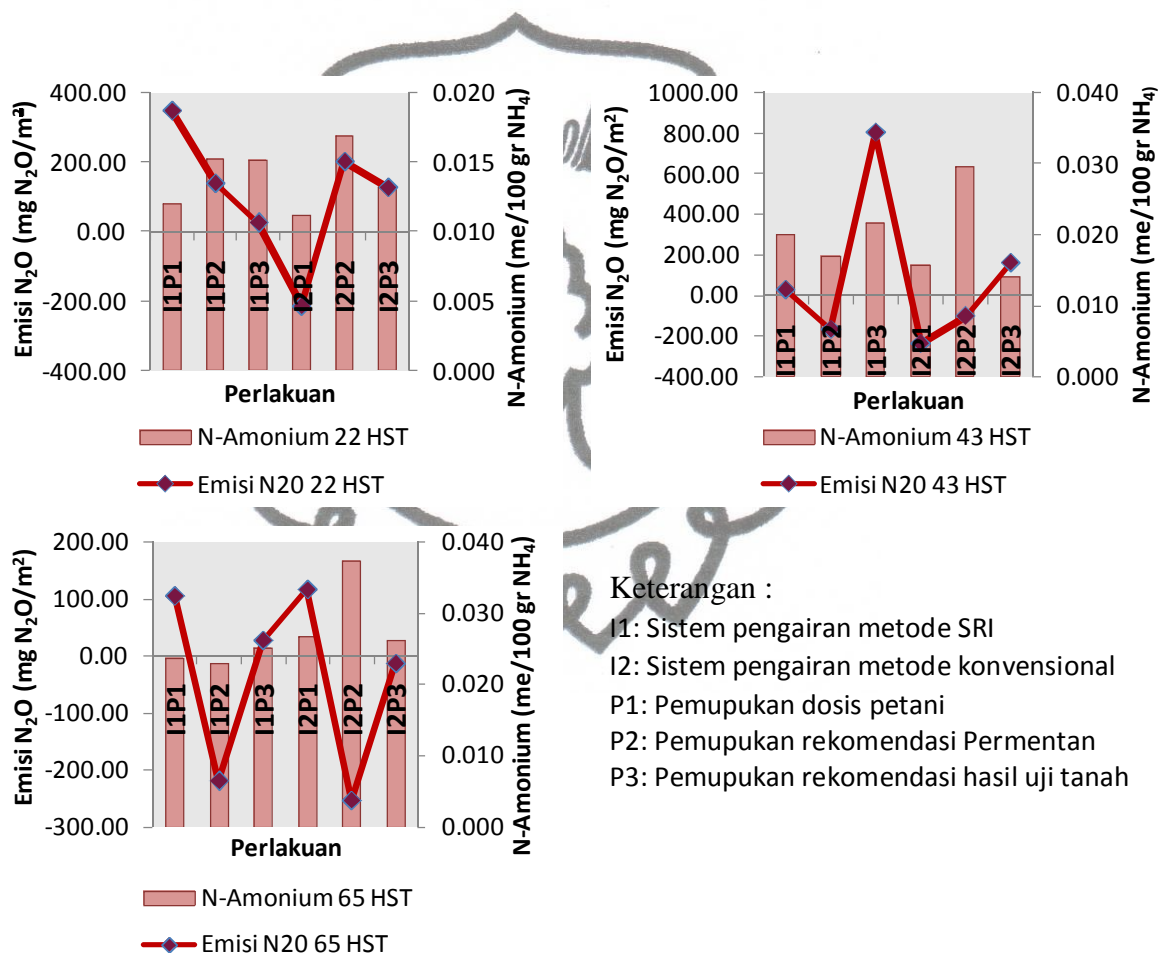 Emisi N₂O (mg N₂O/m²)
400.00
200.00
0.00
-200.00
-400.00
0.020
0.015
0.010
0.005
0.000
N-Amonium (me/100 gr NH₄)
I1P1
I1P2
I1P3
I2P1
I2P2
I2P3
Perlakuan
N-Amonium 22 HST
Emisi N20 22 HST
Emisi N₂O (mg N₂O/m²)
1000.00
800.00
600.00
400.00
200.00
0.00
-200.00
-400.00
0.040
0.030
0.020
0.010
0.000
N-Amonium (me/100 gr NH₄)
I1P1
I1P2
I1P3
I2P1
I2P2
I2P3
Perlakuan
N-Amonium 43 HST
Emisi N20 43 HST
Emisi N₂O (mg N₂O/m²)
200.00
100.00
0.00
-100.00
-200.00
-300.00
0.040
0.030
0.020
0.010
0.000
N-Amonium (me/100 gr NH₄)
I1P1
I1P2
I1P3
I2P1
I2P2
I2P3
Perlakuan
N-Amonium 65 HST
Emisi N20 65 HST
Keterangan :
I1: Sistem pengairan metode SRI
I2: Sistem pengairan metode konvensional
P1: Pemupukan dosis petani
P2: Pemupukan rekomendasi Permentan
P3: Pemupukan rekomendasi hasil uji tanah